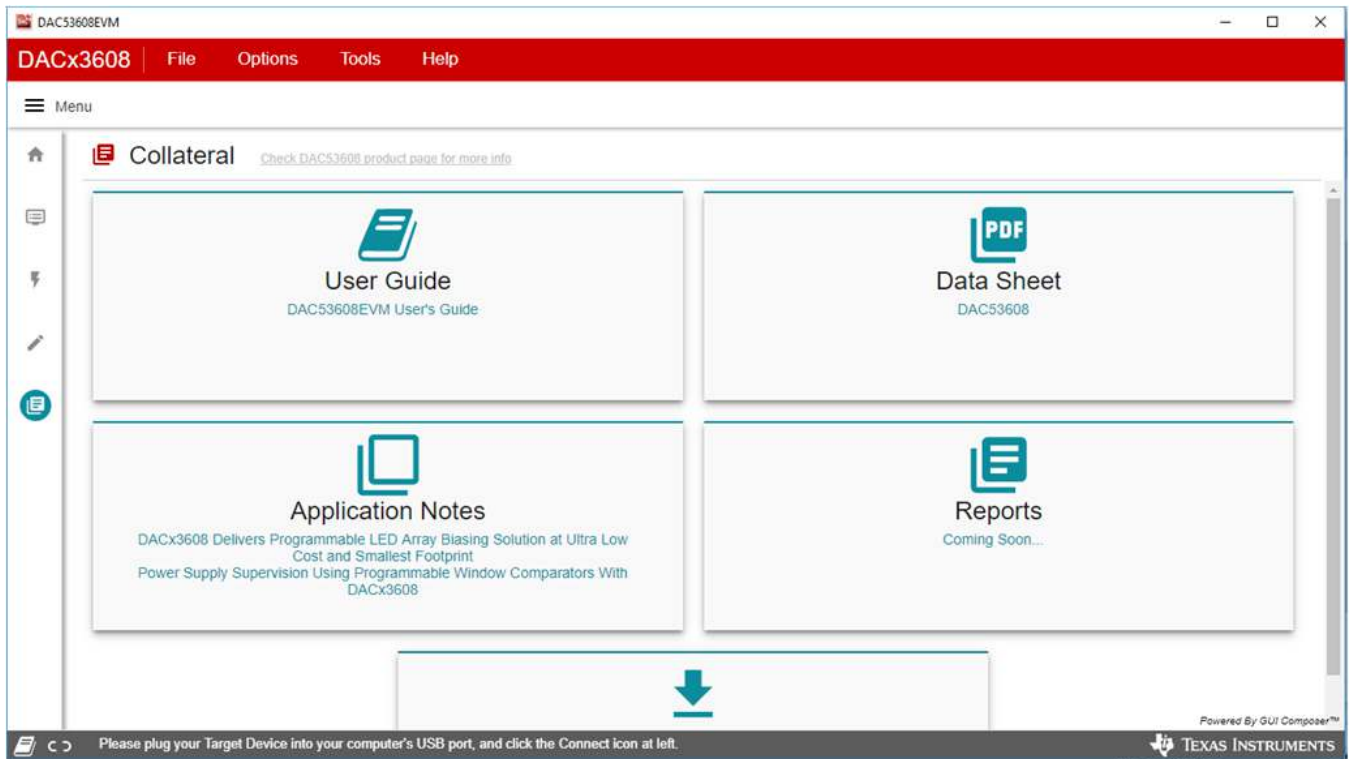 DAC53608EVM
DACx3608 File Options Tools Help
Menu
Collateral Check DAC53608 product page for more info
User Guide
DAC53608EVM User's Guide
PDF
Data Sheet
DAC53608
Application Notes
DACx3608 Delivers Programmable LED Array Biasing Solution at Ultra Low
Cost and Smallest Footprint
Power Supply Supervision Using Programmable Window Comparators With
DACx3608
Reports
Coming Soon...
Powered By GUI Composer™
Please plug your Target Device into your computer's USB port, and click the Connect icon at left.
TEXAS INSTRUMENTS